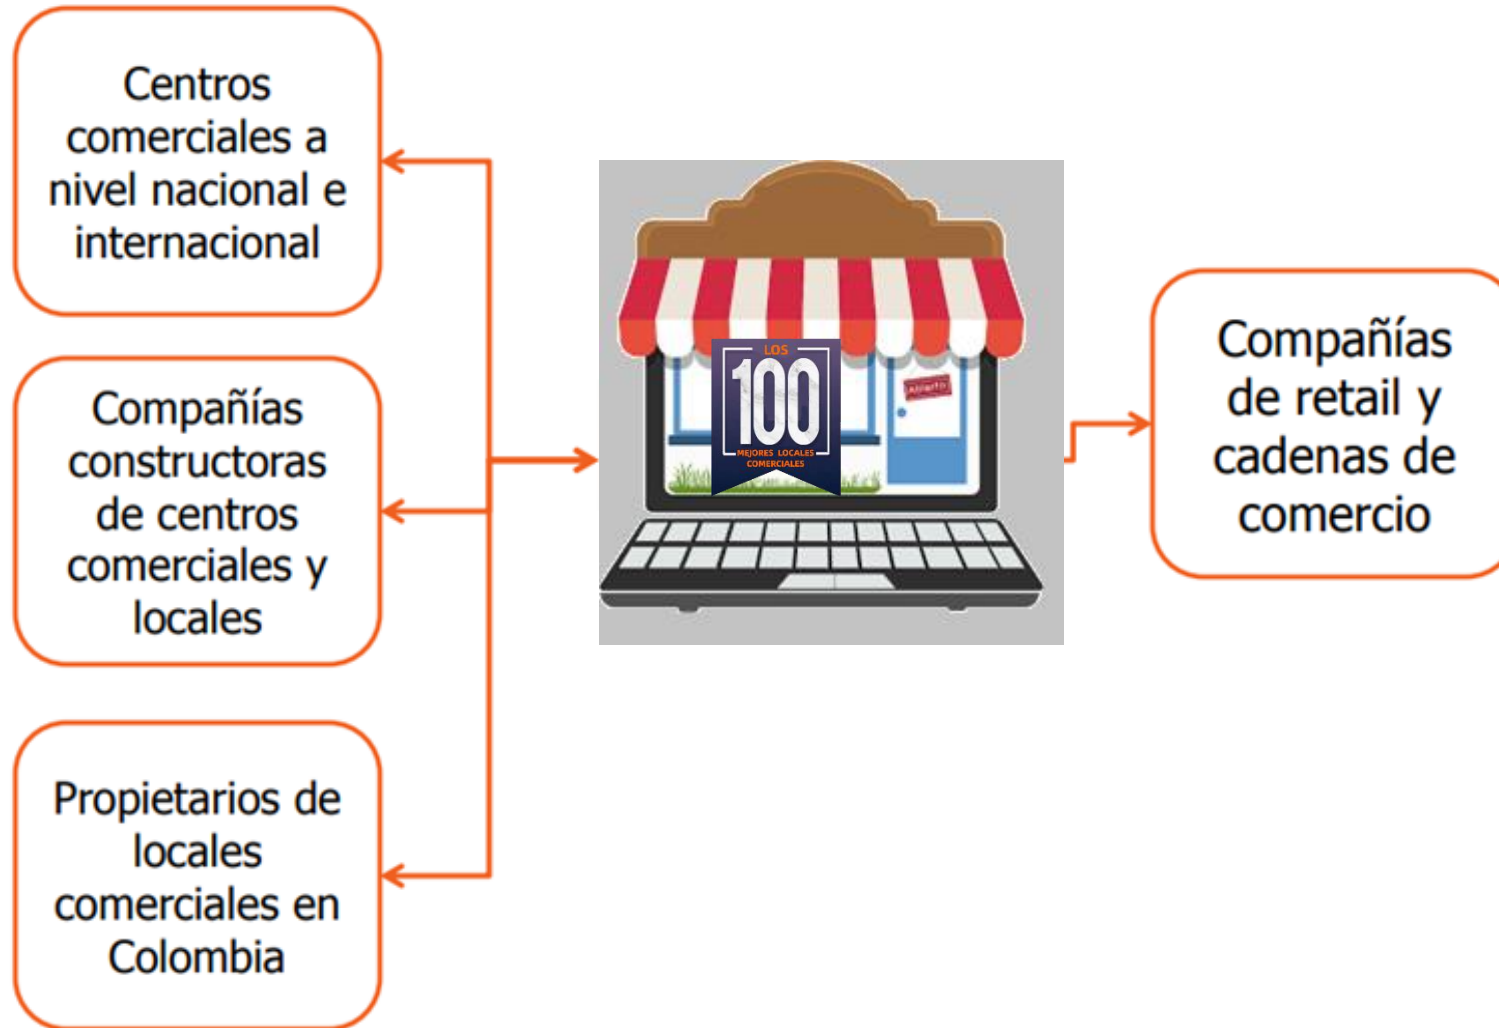 Centros
comerciales a
nivel nacional e
internacional
Compañías
constructoras
de centros
comerciales y
locales
Propietarios de
locales
comerciales en
Colombia
LOS
100
MEJORES LOCALES
COMERCIALES
Abierto
Compañías
de retail y
cadenas de
comercio